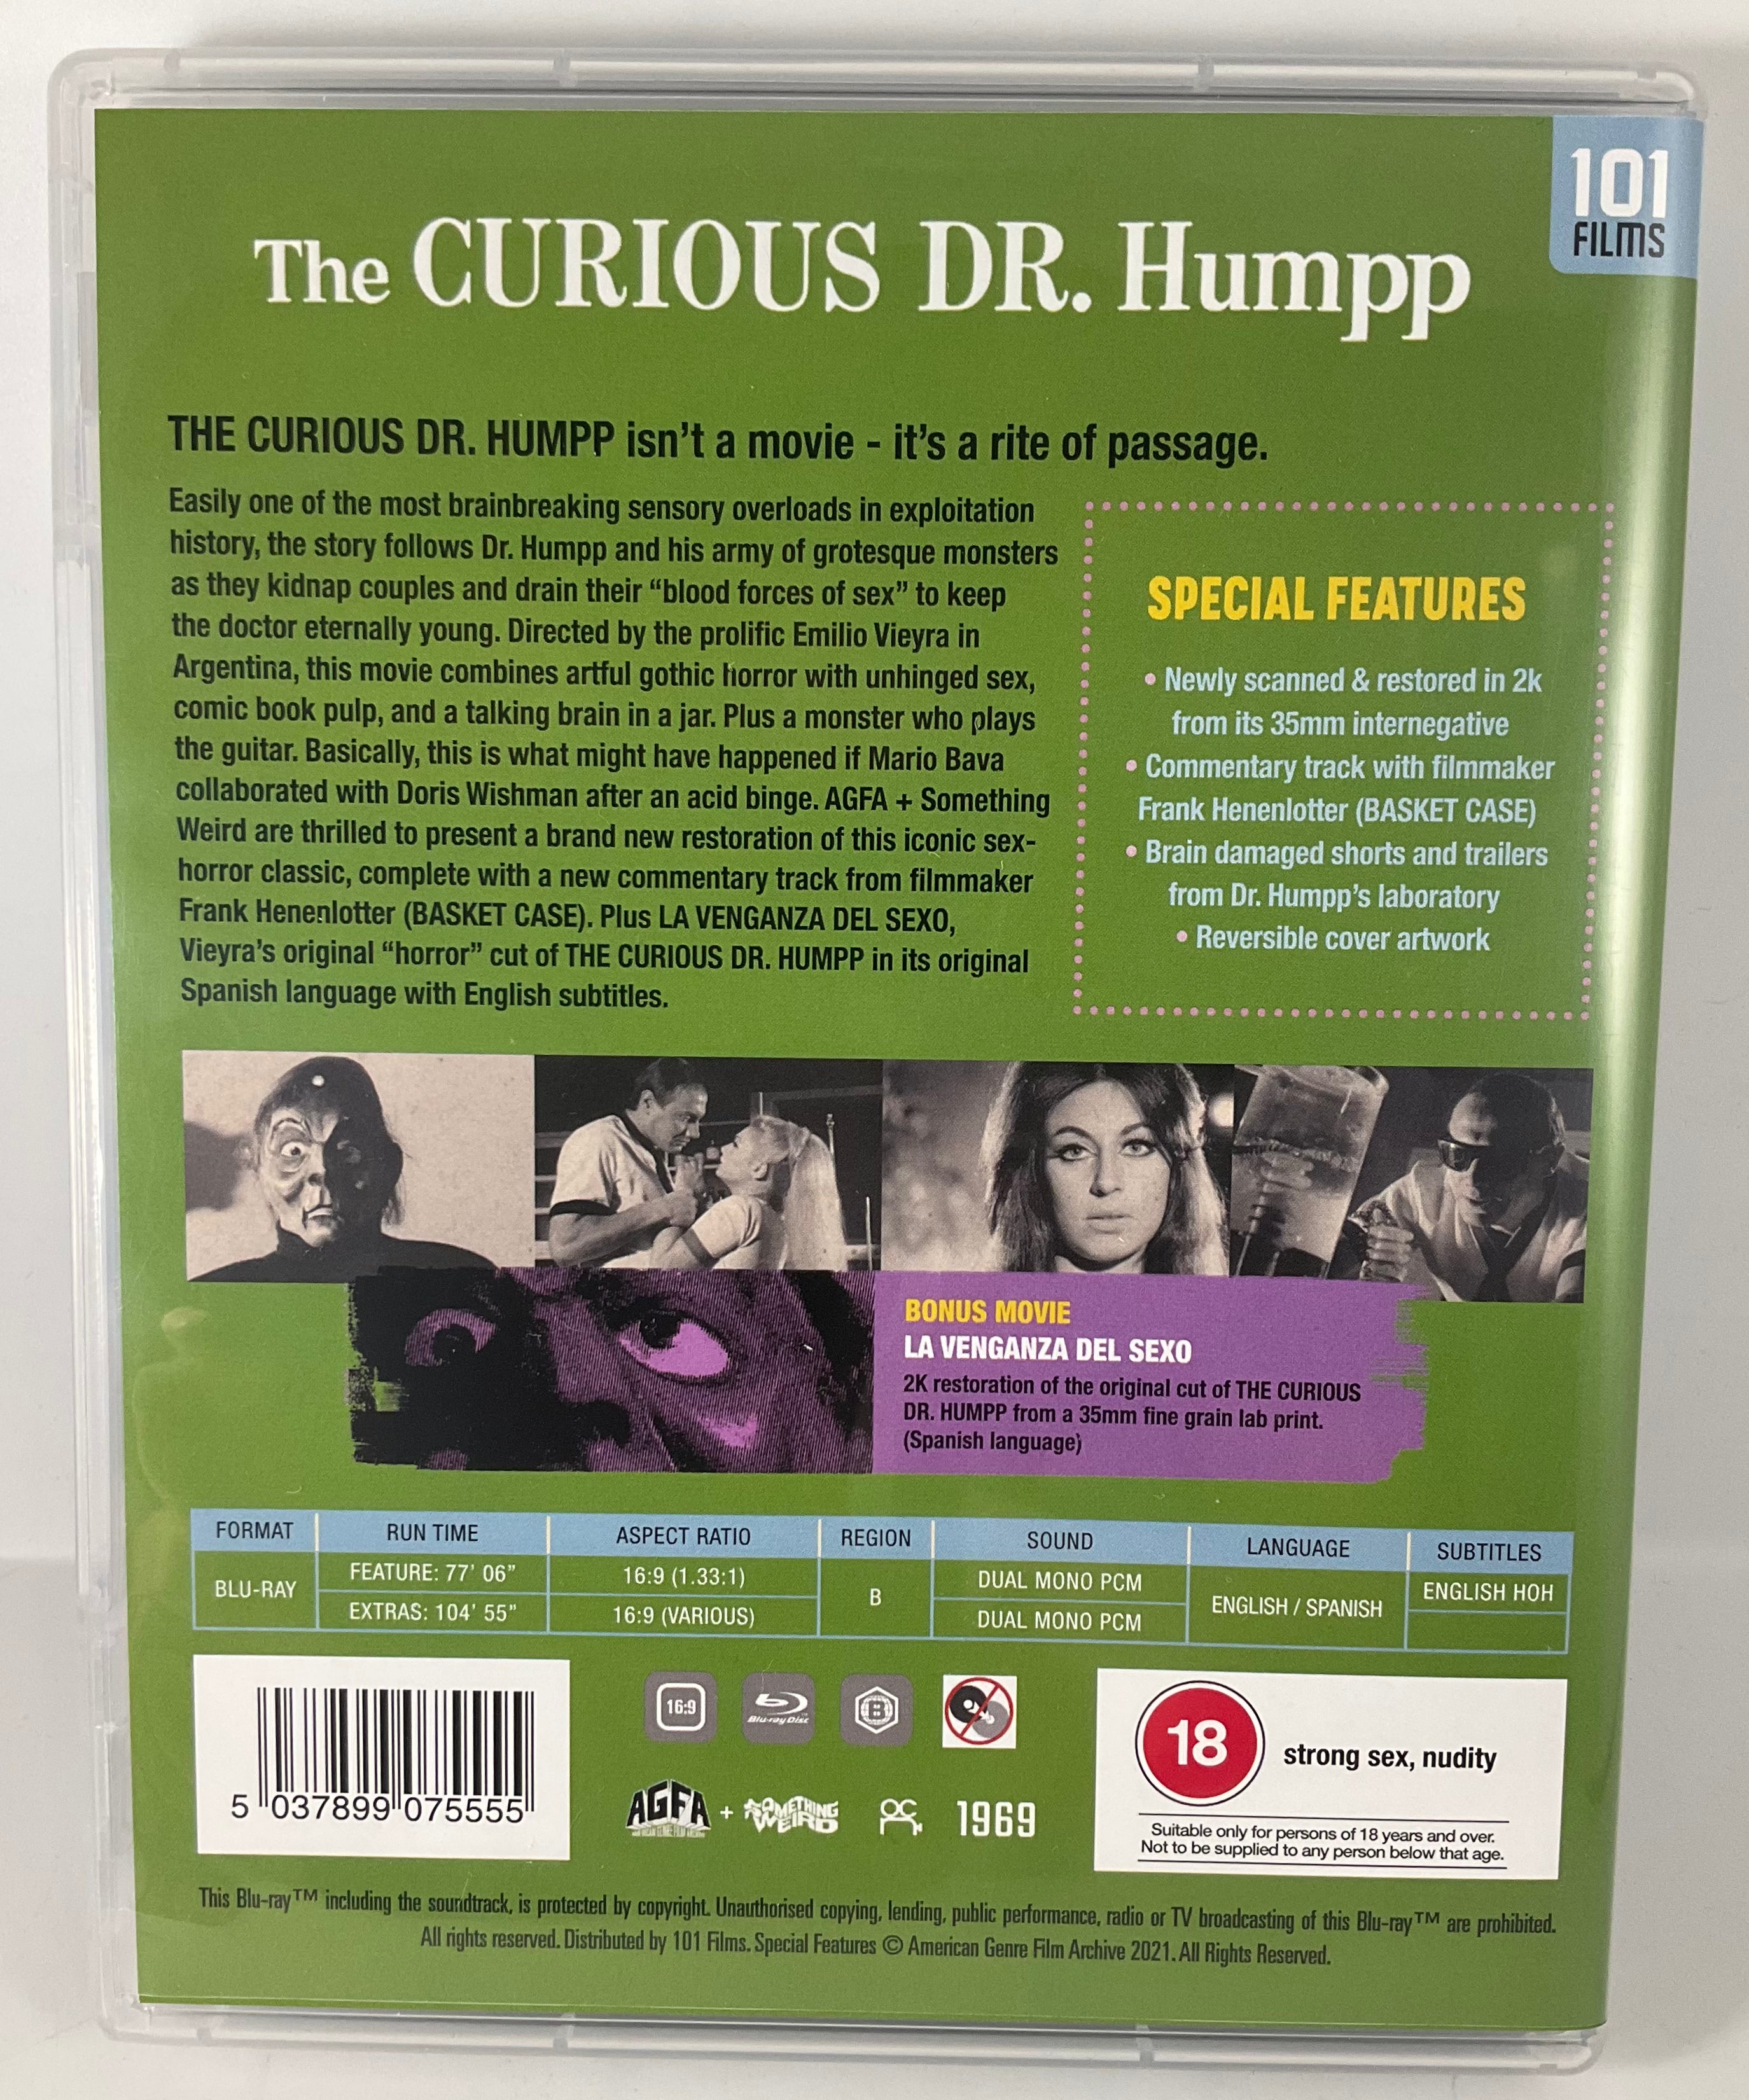 101
FILMS
The CURIOUS DR. Humpp
THE CURIOUS DR. HUMPP isn't a movie - it's a rite of passage.
Easily one of the most brainbreaking sensory overloads in exploitation
history, the story follows Dr. Humpp and his army of grotesque monsters
as they kidnap couples and drain their “blood forces of sex” to keep
the doctor eternally young. Directed by the prolific Emilio Vieyra in
Argentina, this movie combines artful gothic horror with unhinged sex,
comic book pulp, and a talking brain in a jar. Plus a monster who plays
the guitar. Basically, this is what might have happened if Mario Bava
collaborated with Doris Wishman after an acid binge. AGFA + Something
Weird are thrilled to present a brand new restoration of this iconic sex-
horror classic, complete with a new commentary track from filmmaker
Frank Henenlotter (BASKET CASE). Plus LA VENGANZA DEL SEXO,
Vieyra's original “horror” cut of THE CURIOUS DR. HUMPP in its original
Spanish language with English subtitles.
SPECIAL FEATURES
• Newly scanned & restored in 2k
from its 35mm internegative
• Commentary track with filmmaker
Frank Henenlotter (BASKET CASE)
• Brain damaged shorts and trailers
from Dr. Humpp's laboratory
• Reversible cover artwork
BONUS MOVIE
LA VENGANZA DEL SEXO
2K restoration of the original cut of THE CURIOUS
DR. HUMPP from a 35mm fine grain lab print.
(Spanish language)
FORMAT RUN TIME ASPECT RATIO REGION SOUND LANGUAGE SUBTITLES
BLU-RAY FEATURE: 77' 06” 16:9 (1.33:1) B DUAL MONO PCM ENGLISH / SPANISH ENGLISH HOH
EXTRAS: 104' 55” 16:9 (VARIOUS) DUAL MONO PCM
5 037899 075555
16:9
Blu-ray Disc
B
AGFA + SOMETHING WEIRD OC 1969
18 strong sex, nudity
Suitable only for persons of 18 years and over.
Not to be supplied to any person below that age.
This Blu-ray™ including the soundtrack, is protected by copyright. Unauthorised copying, lending, public performance, radio or TV broadcasting of this Blu-ray™ are prohibited.
All rights reserved. Distributed by 101 Films. Special Features © American Genre Film Archive 2021. All Rights Reserved.